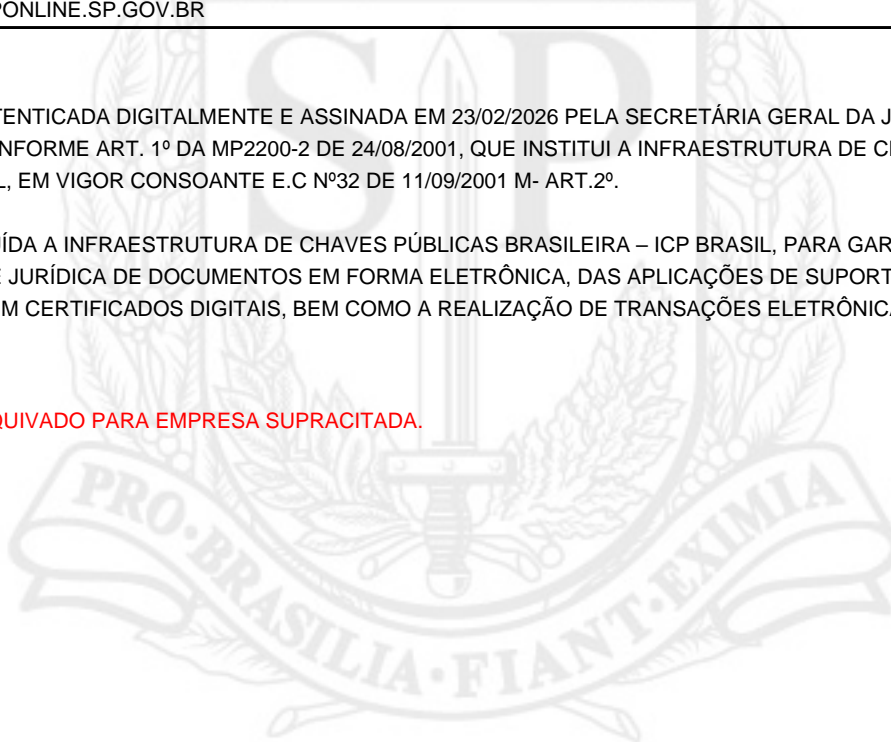 PONLINE.SP.GOV.BR
TENTICADA DIGITALMENTE E ASSINADA EM 23/02/2026 PELA SECRETÁRIA GERAL DA J
NFORME ART. 1º DA MP2200-2 DE 24/08/2001, QUE INSTITUI A INFRAESTRUTURA DE C
L, EM VIGOR CONSOANTE E.C Nº32 DE 11/09/2001 M- ART.2º.
ÍDA A INFRAESTRUTURA DE CHAVES PÚBLICAS BRASILEIRA – ICP BRASIL, PARA GAR
E JURÍDICA DE DOCUMENTOS EM FORMA ELETRÔNICA, DAS APLICAÇÕES DE SUPORT
M CERTIFICADOS DIGITAIS, BEM COMO A REALIZAÇÃO DE TRANSAÇÕES ELETRÔNICA
QUIVADO PARA EMPRESA SUPRACITADA.
SP
PRO·BRASILIA·FIANT·EXIMIA